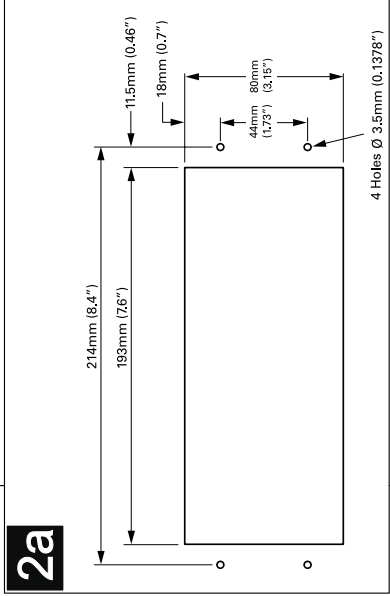 2a
214mm (8.4″)
193mm (7.6″)
11.5mm (0.46″)
18mm (0.7″)
80mm
(3.15″)
44mm
(1.73″)
4 Holes Ø 3.5mm (0.1378″)